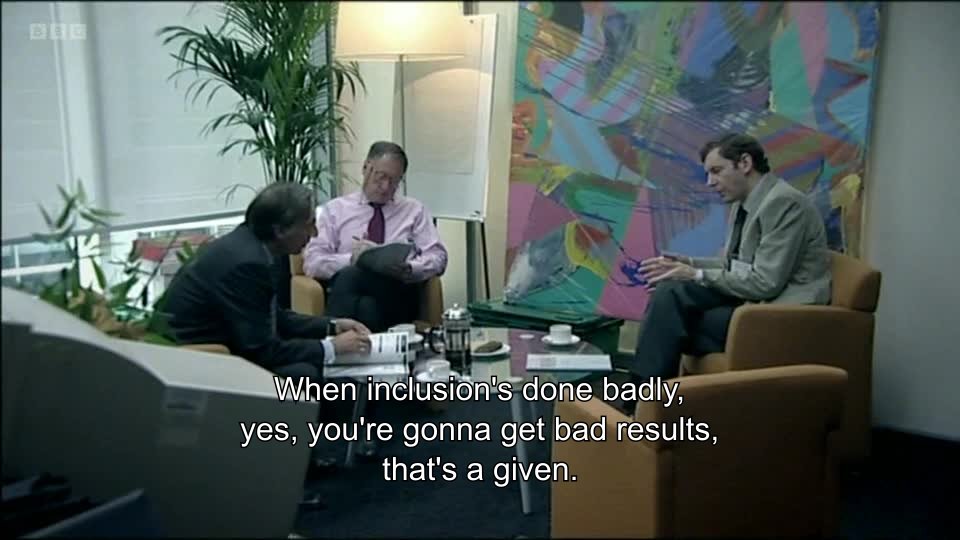 BBC
When inclusion's done badly,
yes, you're gonna get bad results,
that's a given.